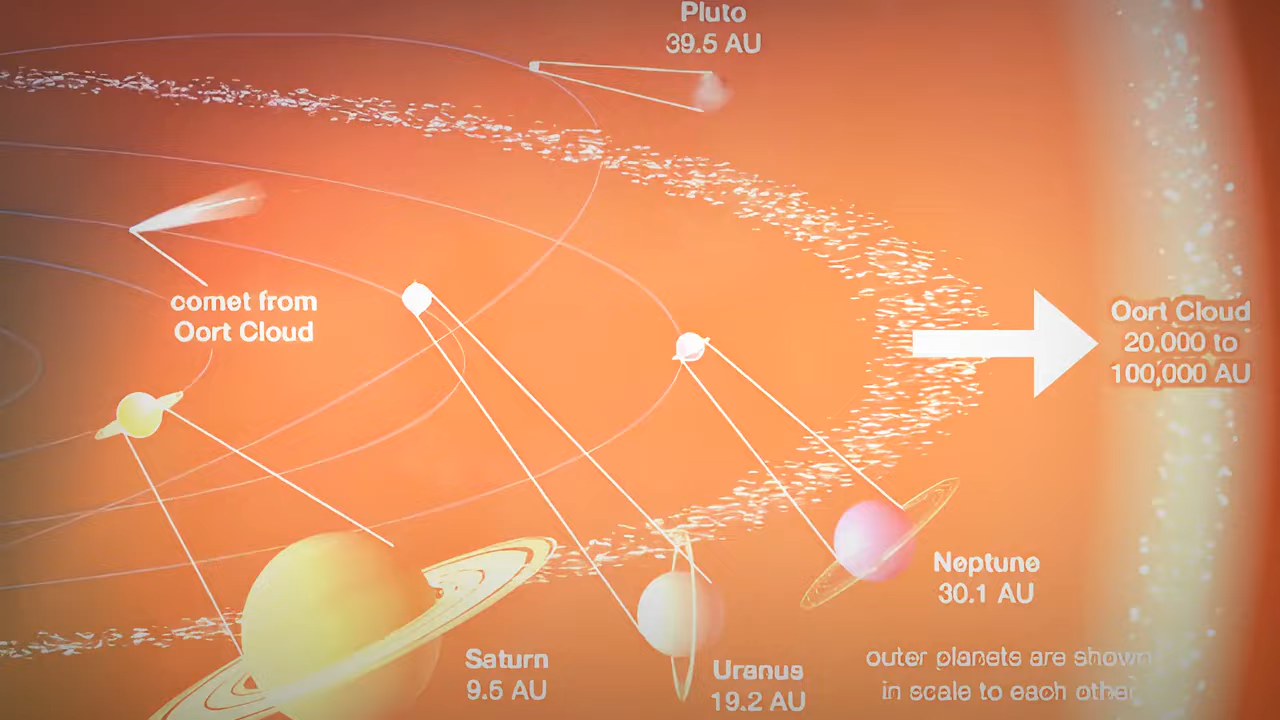 Pluto
39.5 AU
comet from
Oort Cloud
Oort Cloud
20,000 to
100,000 AU
Neptune
30.1 AU
Saturn
9.5 AU
Uranus
19.2 AU
outer planets are shown
in scale to each other